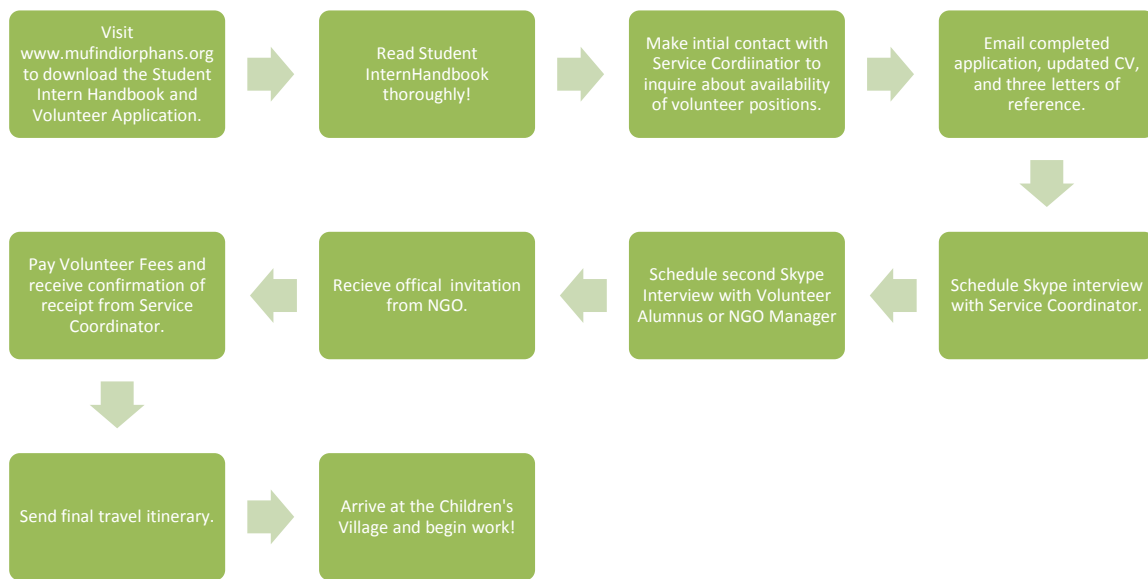 Visit
www.mufindiorphans.org
to download the Student
Intern Handbook and
Volunteer Application.
Read Student
InternHandbook
thoroughly!
Make intial contact with
Service Cordiinatior to
inquire about availability
of volunteer positions.
Email completed
application, updated CV,
and three letters of
reference.
Schedule Skype interview
with Service Coordinator.
Schedule second Skype
Interview with Volunteer
Alumnus or NGO Manager
Recieve offical invitation
from NGO.
Pay Volunteer Fees and
receive confirmation of
receipt from Service
Coordinator.
Send final travel itinerary.
Arrive at the Children's
Village and begin work!